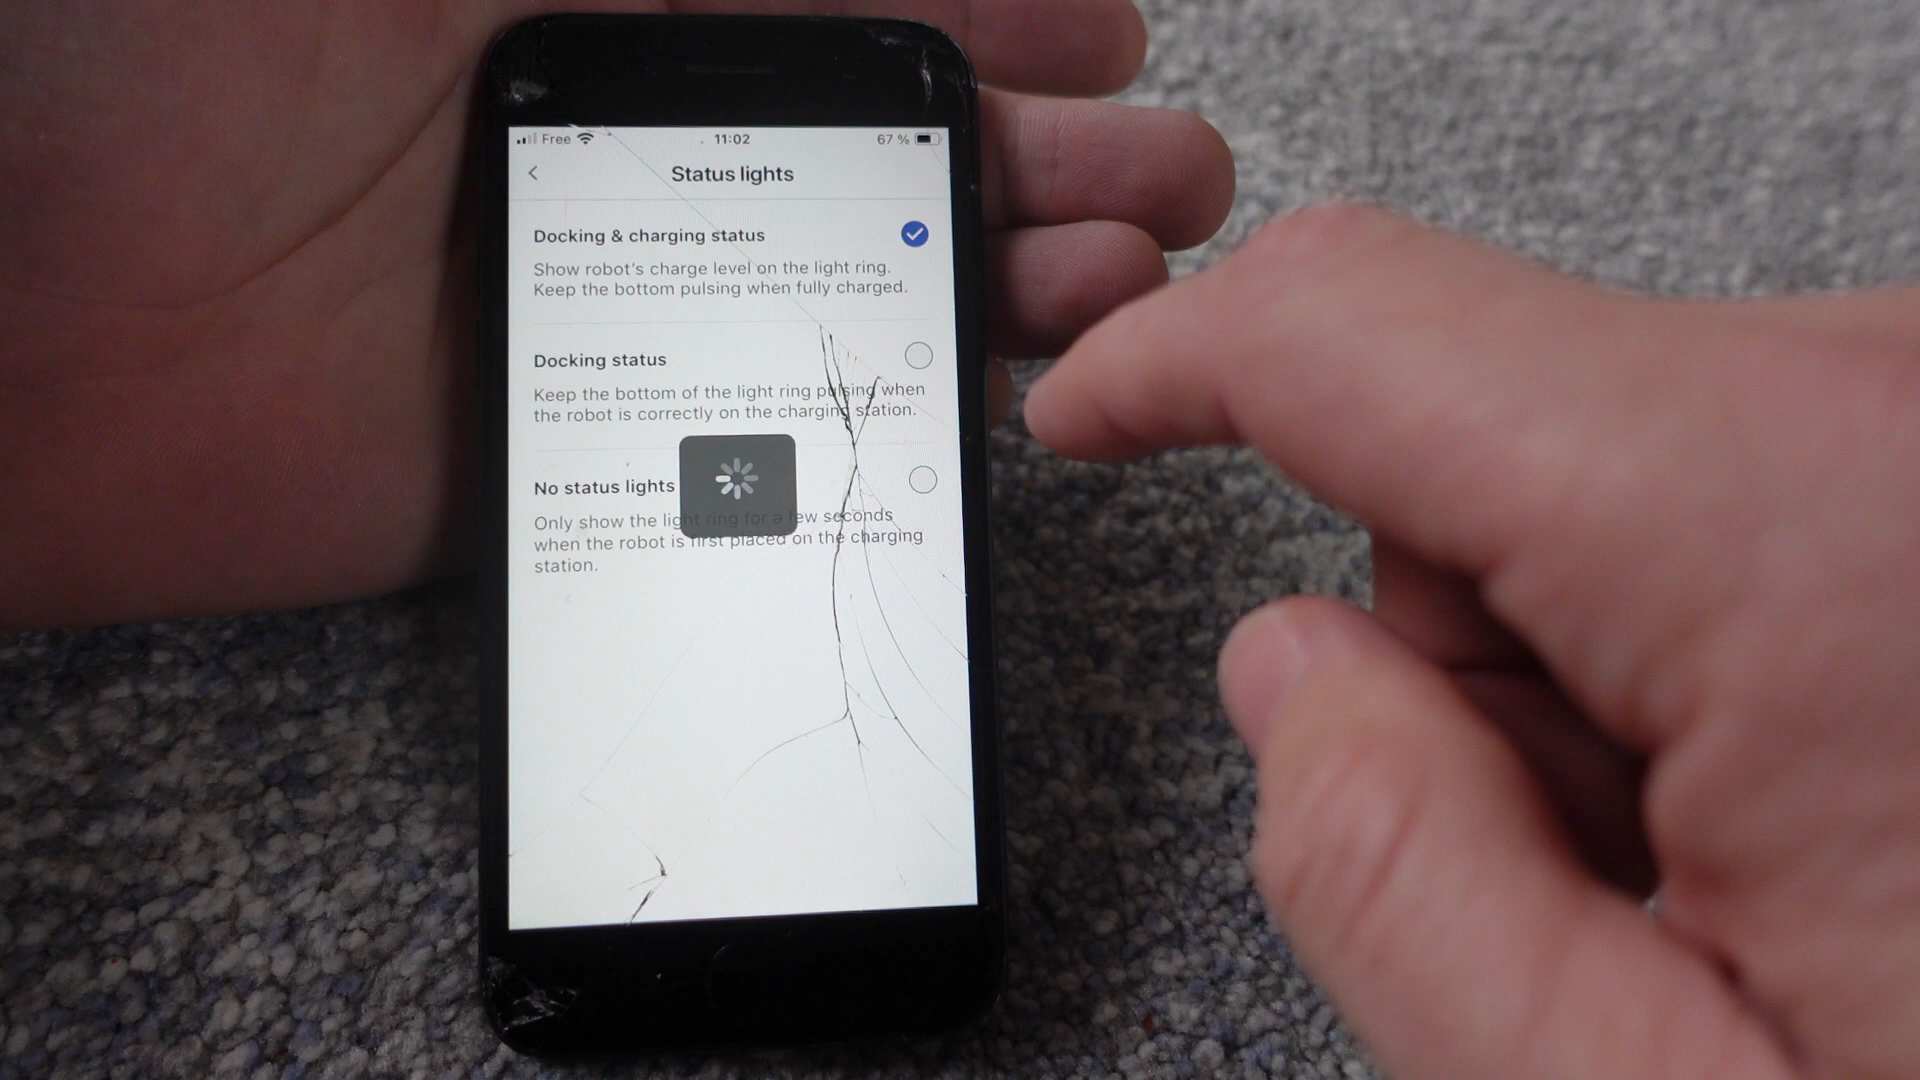 Free 11:02 67 %
Status lights
Docking & charging status
Show robot's charge level on the light ring.
Keep the bottom pulsing when fully charged.
Docking status
Keep the bottom of the light ring pulsing when
the robot is correctly on the charging station.
No status lights
Only show the light ring for a few seconds
when the robot is first placed on the charging
station.